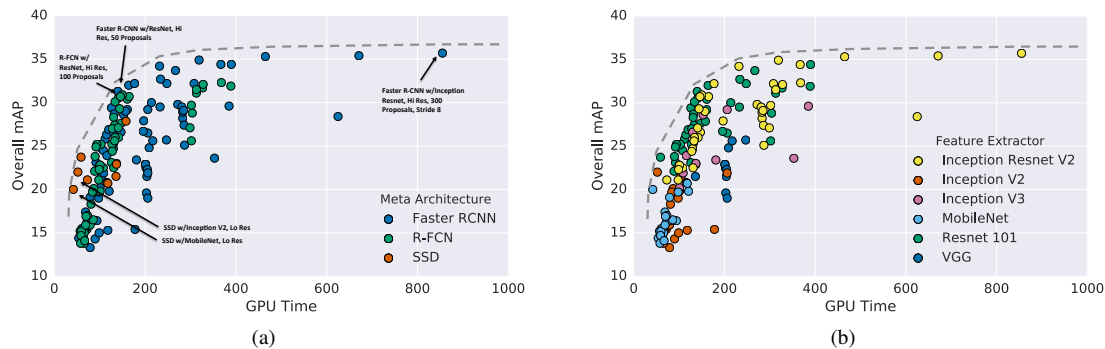 40
35
30
25
20
15
10
Overall mAP
0
200
400
600
800
1000
GPU Time
Faster R-CNN w/ResNet, Hi
Res, 50 Proposals
R-FCN w/
ResNet, Hi Res,
100 Proposals
Faster R-CNN w/Inception
Resnet, Hi Res, 300
Proposals, Stride 8
SSD w/Inception V2, Lo Res
SSD w/MobileNet, Lo Res
Meta Architecture
Faster RCNN
R-FCN
SSD
(a)
40
35
30
25
20
15
10
Overall mAP
0
200
400
600
800
1000
GPU Time
Feature Extractor
Inception Resnet V2
Inception V2
Inception V3
MobileNet
Resnet 101
VGG
(b)